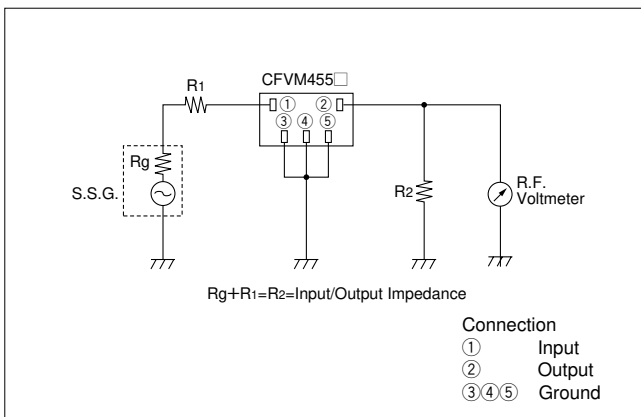 CFVM455□
R1
① ②
③ ④ ⑤
Rg
S.S.G.
R2
R.F.
Voltmeter
Rg+R1=R2=Input/Output Impedance
Connection
① Input
② Output
③④⑤ Ground